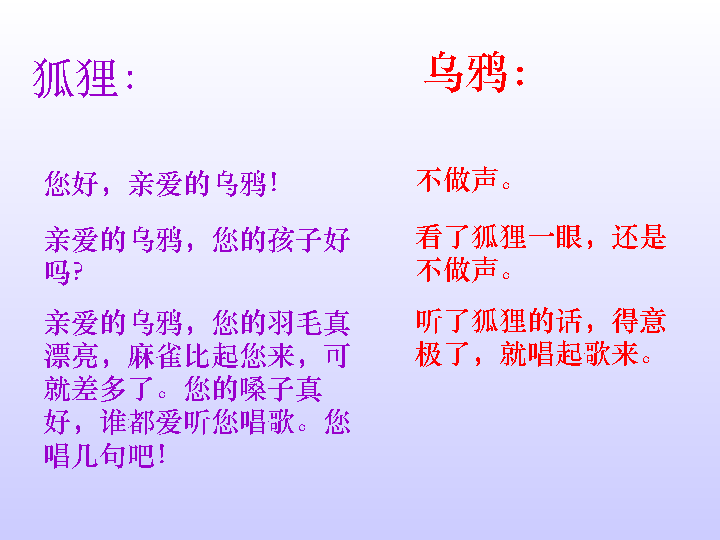 狐狸：
乌鸦：
您好，亲爱的乌鸦！
不做声。
亲爱的乌鸦，您的孩子好
吗？
看了狐狸一眼，还是
不做声。
亲爱的乌鸦，您的羽毛真
漂亮，麻雀比起您来，可
就差多了。您的嗓子真
好，谁都爱听您唱歌。您
唱几句吧！
听了狐狸的话，得意
极了，就唱起歌来。